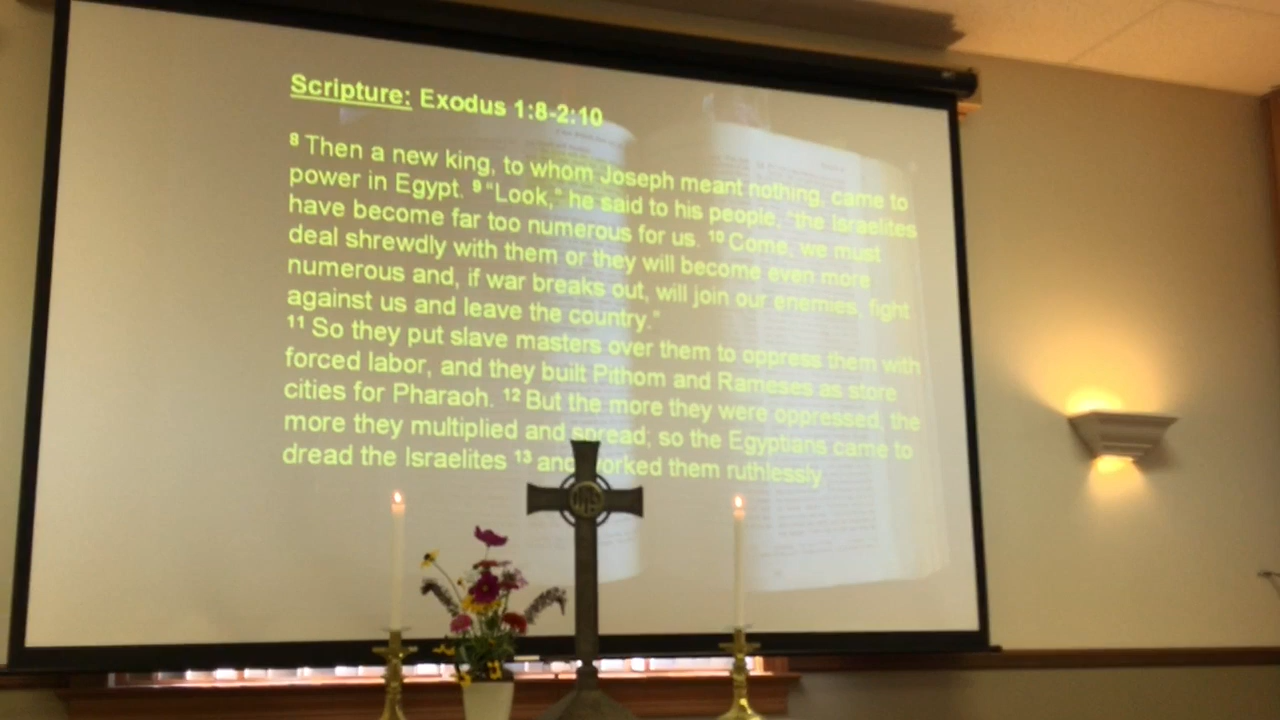 Scripture: Exodus 1:8-2:10
8 Then a new king, to whom Joseph meant nothing, came to
power in Egypt. 9 “Look,” he said to his people, “the Israelites
have become far too numerous for us. 10 Come, we must
deal shrewdly with them or they will become even more
numerous and, if war breaks out, will join our enemies, fight
against us and leave the country.”
11 So they put slave masters over them to oppress them with
forced labor, and they built Pithom and Rameses as store
cities for Pharaoh. 12 But the more they were oppressed, the
more they multiplied and spread; so the Egyptians came to
dread the Israelites 13 and worked them ruthlessly
IHS